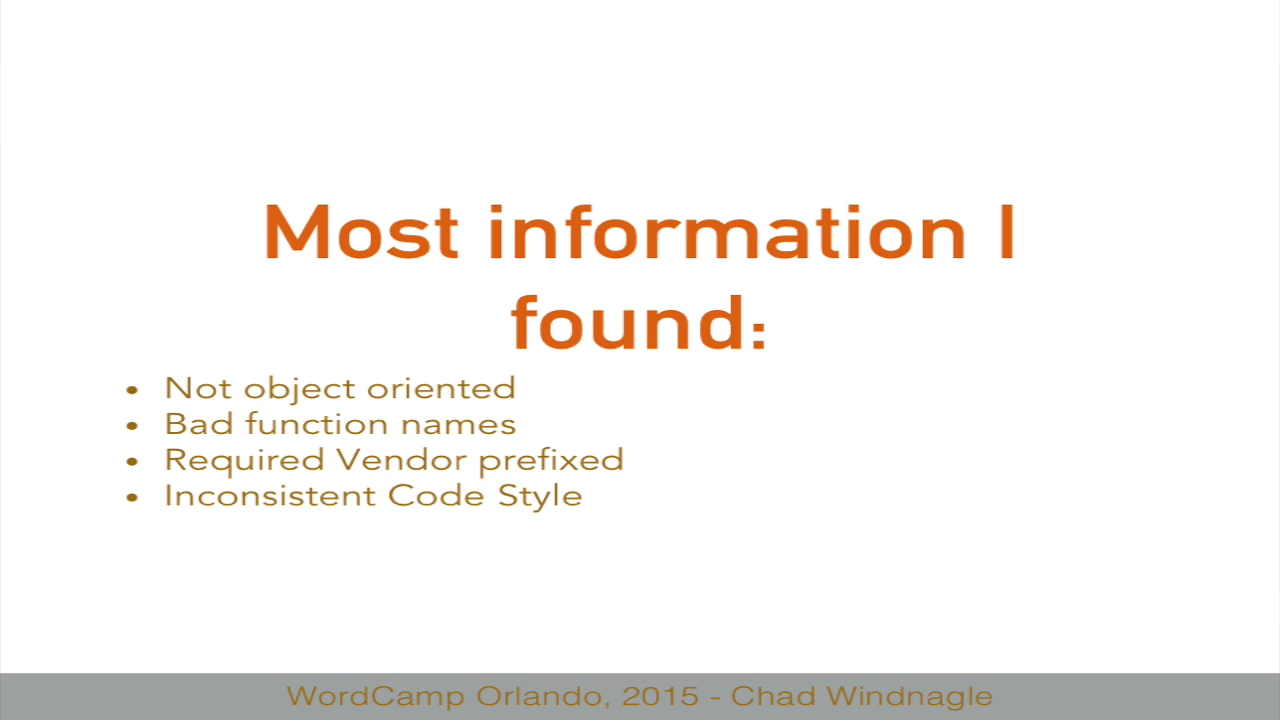 Most information I
found:
• Not object oriented
• Bad function names
• Required Vendor prefixed
• Inconsistent Code Style
WordCamp Orlando, 2015 - Chad Windnagle